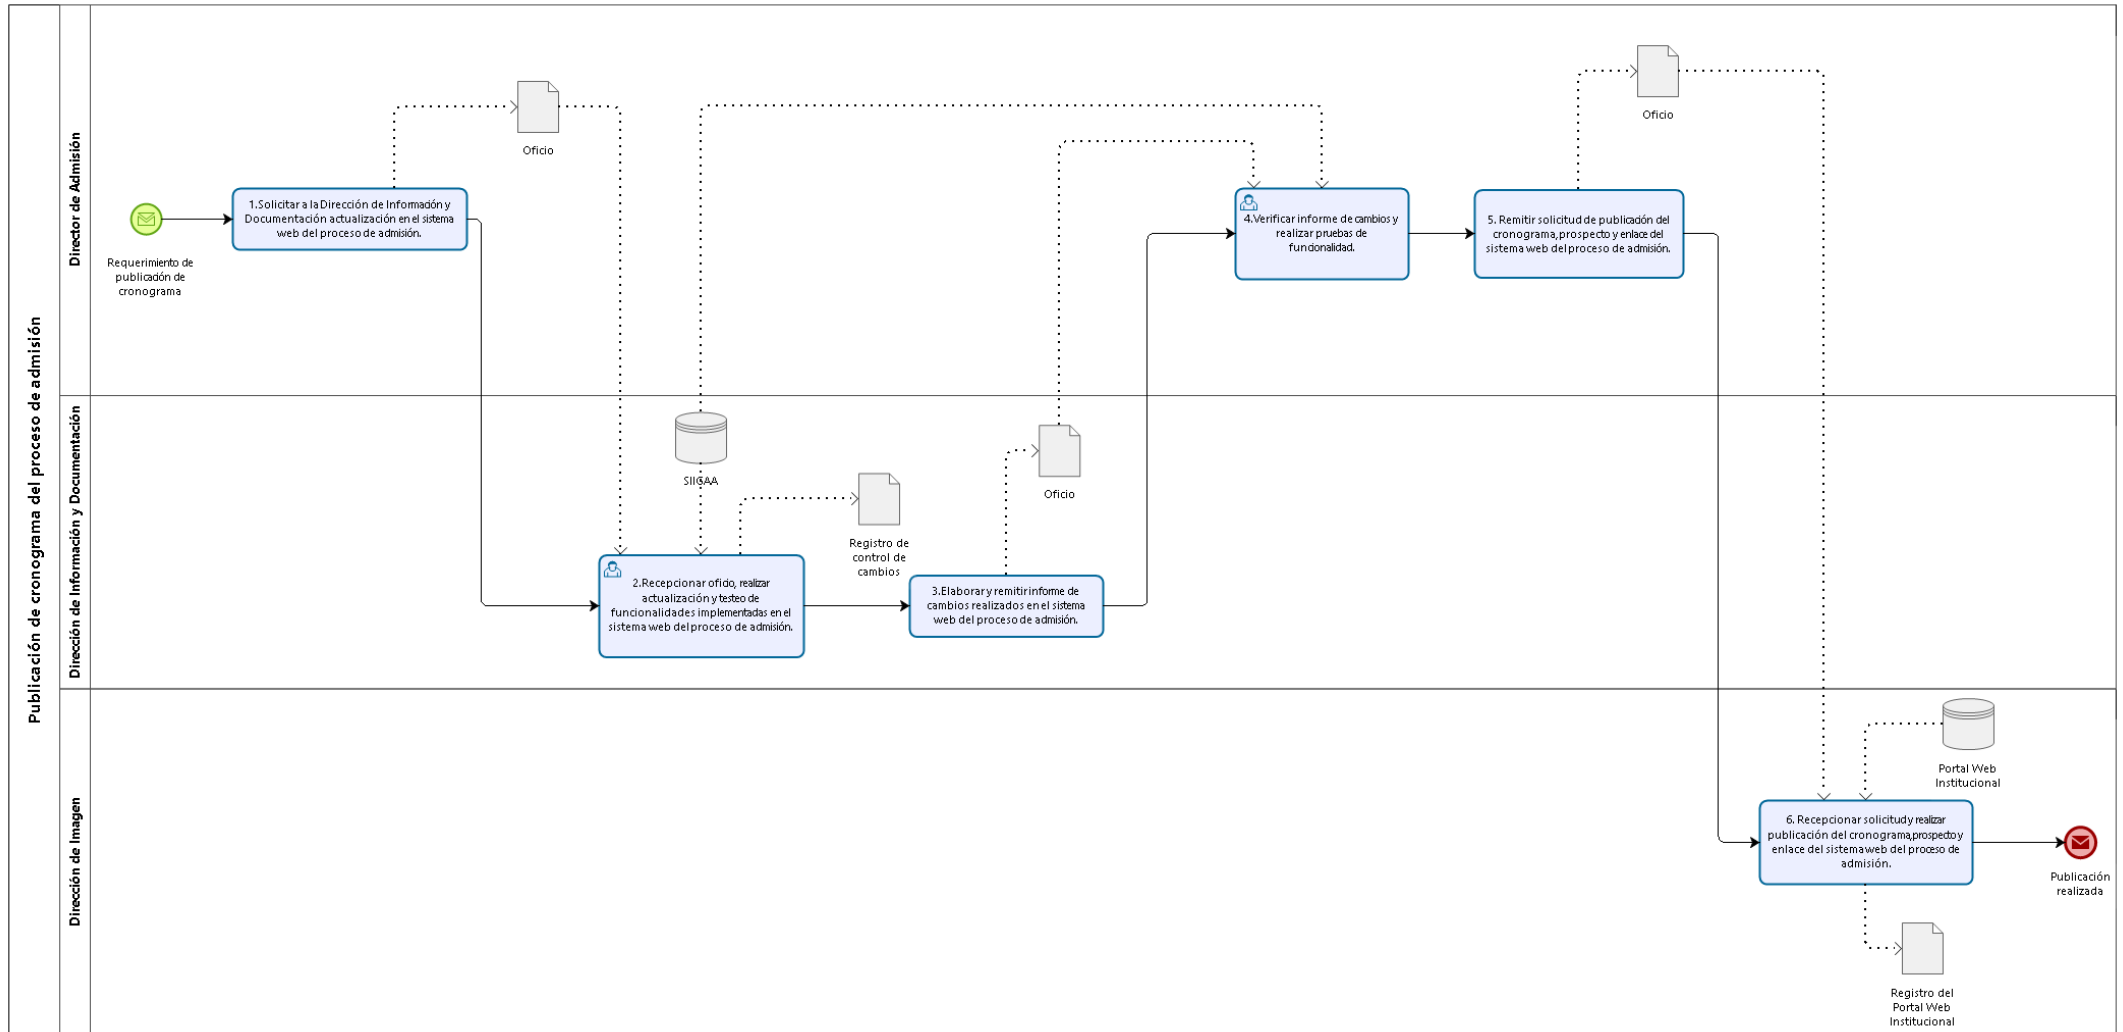 Publicación de cronograma del proceso de admisión
Director de Admisión
Requerimiento de
publicación de
cronograma
1.Solicitar a la Dirección de Información y
Documentación actualización en el sistema
web del proceso de admisión.
Oficio
4.Verificar informe de cambios y
realizar pruebas de
funcionalidad.
5. Remitir solicitud de publicación del
cronograma, prospecto y enlace del
sistema web del proceso de admisión.
Oficio
Dirección de Información y Documentación
SIIGAA
2.Recepcionar oficio, realizar
actualización y testeo de
funcionalidades implementadas en el
sistema web del proceso de admisión.
Registro de
control de
cambios
3.Elaborar y remitir informe de
cambios realizados en el sistema
web del proceso de admisión.
Oficio
Dirección de Imagen
Portal Web
Institucional
6. Recepcionar solicitud y realizar
publicación del cronograma, prospecto y
enlace del sistema web del proceso de
admisión.
Publicación
realizada
Registro del
Portal Web
Institucional